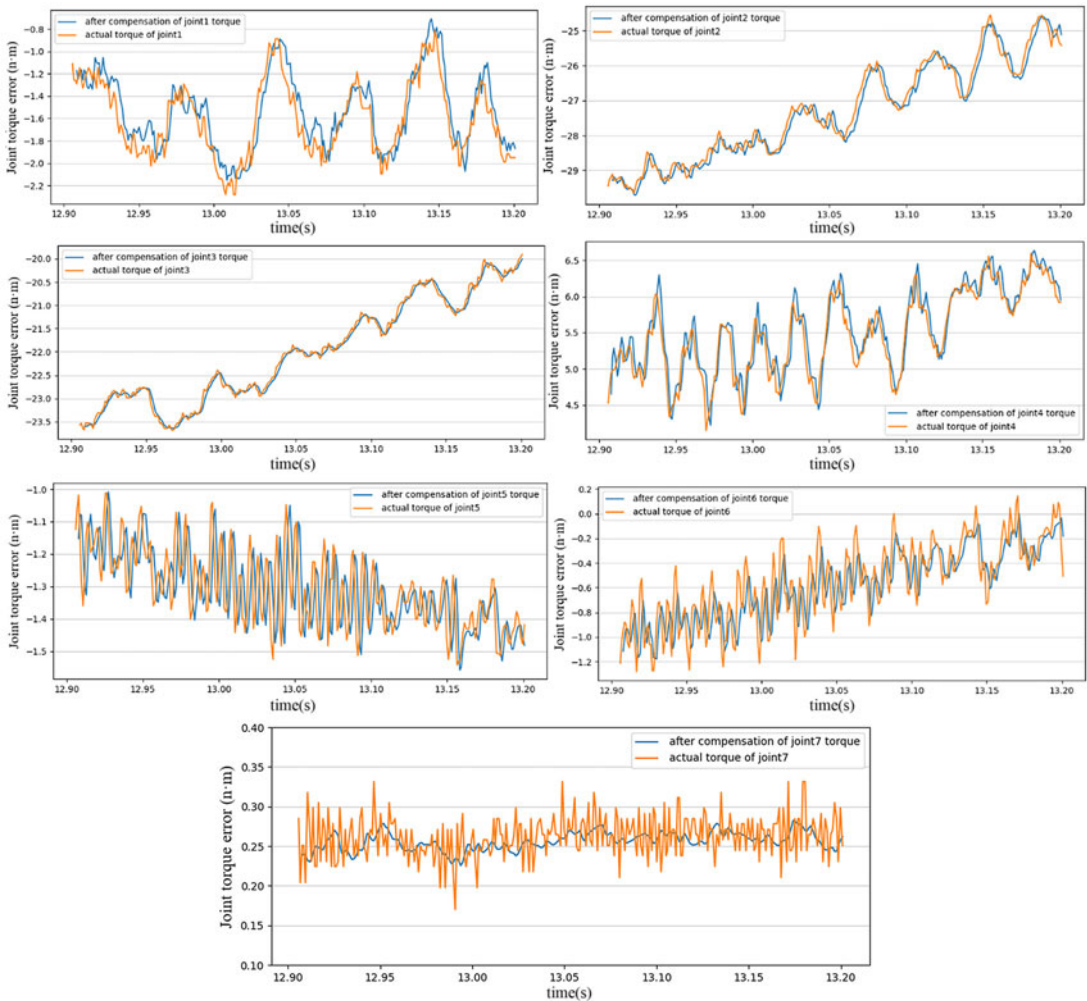 after compensation of joint1 torque
actual torque of joint1
Joint torque error (n·m)
−0.8
−1.0
−1.2
−1.4
−1.6
−1.8
−2.0
−2.2
12.90 12.95 13.00 13.05 13.10 13.15 13.20
time(s)
after compensation of joint2 torque
actual torque of joint2
Joint torque error (n·m)
−25
−26
−27
−28
−29
12.90 12.95 13.00 13.05 13.10 13.15 13.20
time(s)
after compensation of joint3 torque
actual torque of joint3
Joint torque error (n·m)
−20.0
−20.5
−21.0
−21.5
−22.0
−22.5
−23.0
−23.5
12.90 12.95 13.00 13.05 13.10 13.15 13.20
time(s)
Joint torque error (n·m)
6.5
6.0
5.5
5.0
4.5
after compensation of joint4 torque
actual torque of joint4
12.90 12.95 13.00 13.05 13.10 13.15 13.20
time(s)
after compensation of joint5 torque
actual torque of joint5
Joint torque error (n·m)
−1.0
−1.1
−1.2
−1.3
−1.4
−1.5
12.90 12.95 13.00 13.05 13.10 13.15 13.20
time(s)
after compensation of joint6 torque
actual torque of joint6
Joint torque error (n·m)
0.2
0.0
−0.2
−0.4
−0.6
−0.8
−1.0
−1.2
12.90 12.95 13.00 13.05 13.10 13.15 13.20
time(s)
after compensation of joint7 torque
actual torque of joint7
Joint torque error (n·m)
0.40
0.35
0.30
0.25
0.20
0.15
0.10
12.90 12.95 13.00 13.05 13.10 13.15 13.20
time(s)